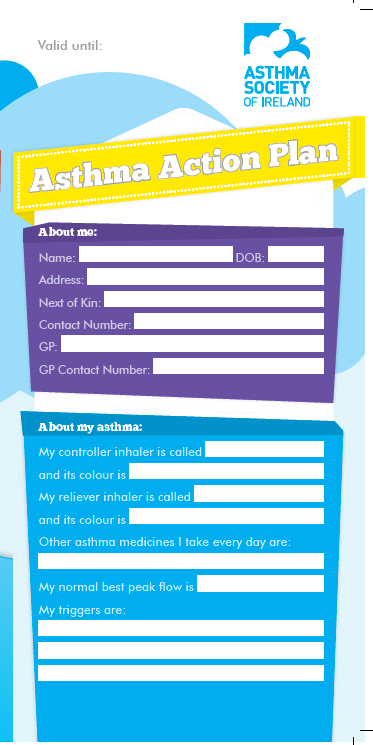 Valid until:
ASTHMA
SOCIETY
OF IRELAND
Asthma Action Plan
About me:
Name: DOB:
Address:
Next of Kin:
Contact Number:
GP:
GP Contact Number:
About my asthma:
My controller inhaler is called
and its colour is
My reliever inhaler is called
and its colour is
Other asthma medicines I take every day are:
My normal best peak flow is
My triggers are: